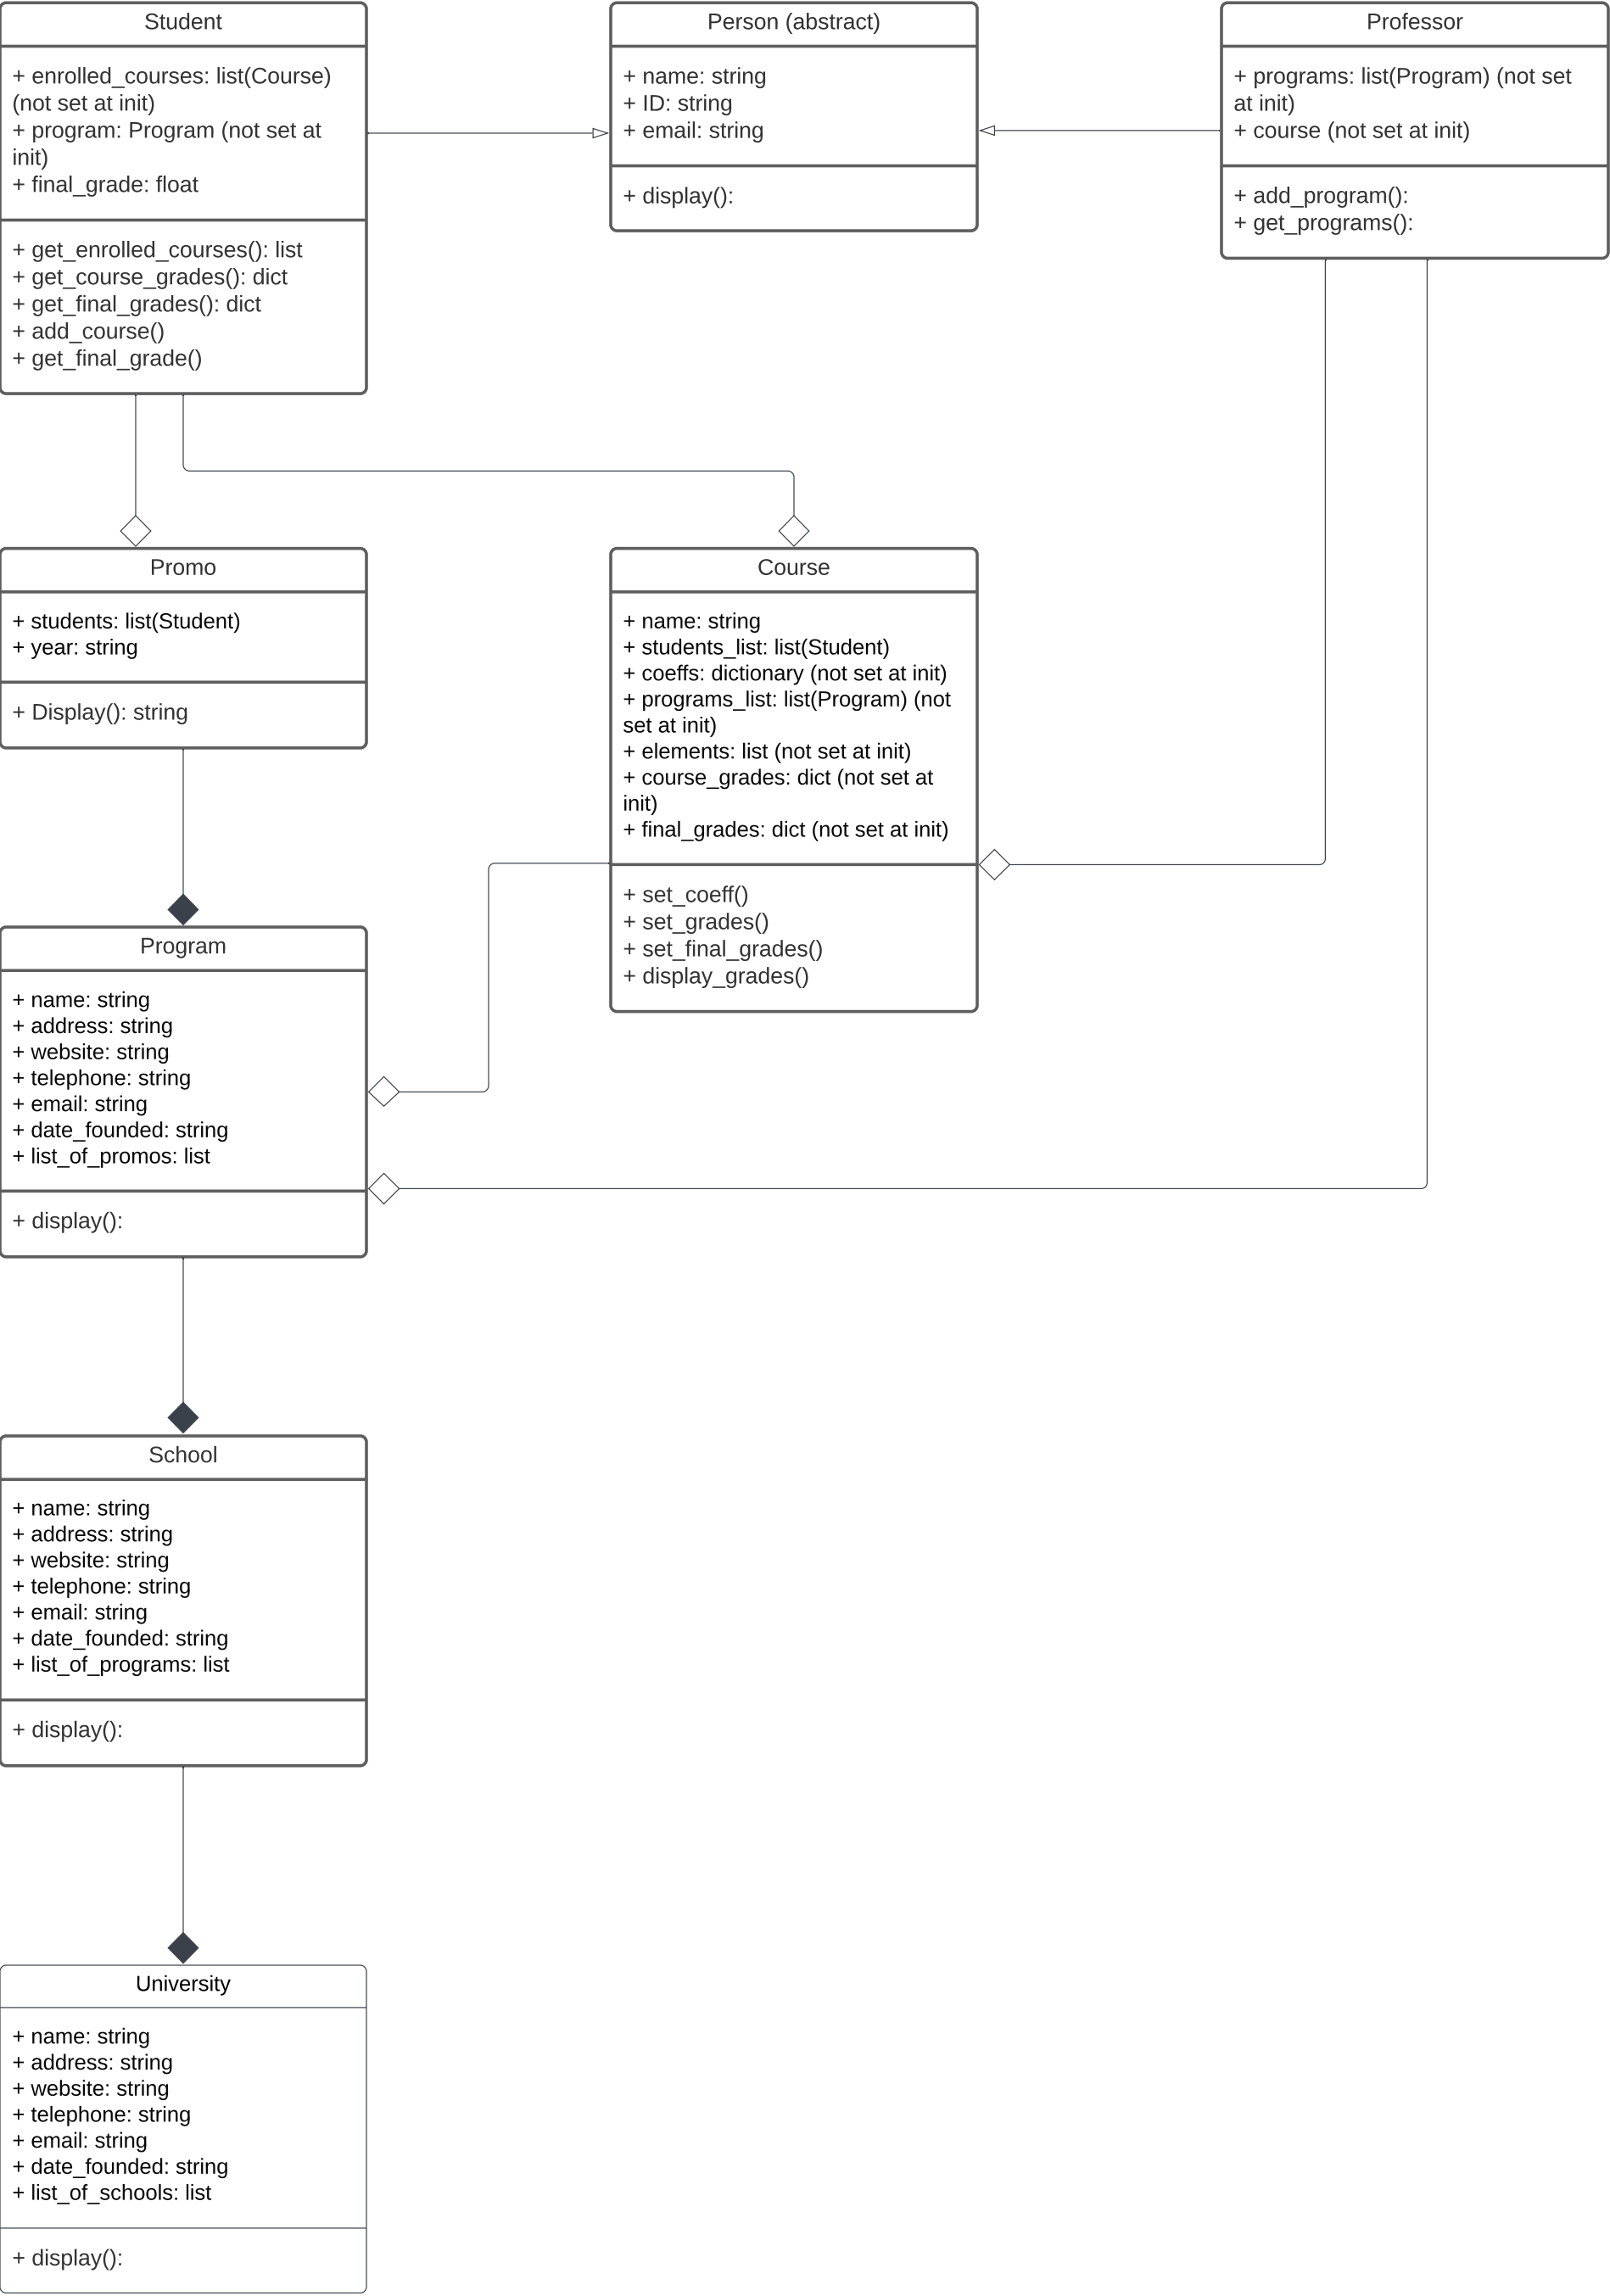 Student
+ enrolled_courses: list(Course)
(not set at init)
+ program: Program (not set at
init)
+ final_grade: float
+ get_enrolled_courses(): list
+ get_course_grades(): dict
+ get_final_grades(): dict
+ add_course()
+ get_final_grade()
Person (abstract)
+ name: string
+ ID: string
+ email: string
+ display():
Professor
+ programs: list(Program) (not set
at init)
+ course (not set at init)
+ add_program():
+ get_programs():
Promo
+ students: list(Student)
+ year: string
+ Display(): string
Course
+ name: string
+ students_list: list(Student)
+ coeffs: dictionary (not set at init)
+ programs_list: list(Program) (not
set at init)
+ elements: list (not set at init)
+ course_grades: dict (not set at
init)
+ final_grades: dict (not set at init)
+ set_coeff()
+ set_grades()
+ set_final_grades()
+ display_grades()
Program
+ name: string
+ address: string
+ website: string
+ telephone: string
+ email: string
+ date_founded: string
+ list_of_promos: list
+ display():
School
+ name: string
+ address: string
+ website: string
+ telephone: string
+ email: string
+ date_founded: string
+ list_of_programs: list
+ display():
University
+ name: string
+ address: string
+ website: string
+ telephone: string
+ email: string
+ date_founded: string
+ list_of_schools: list
+ display():